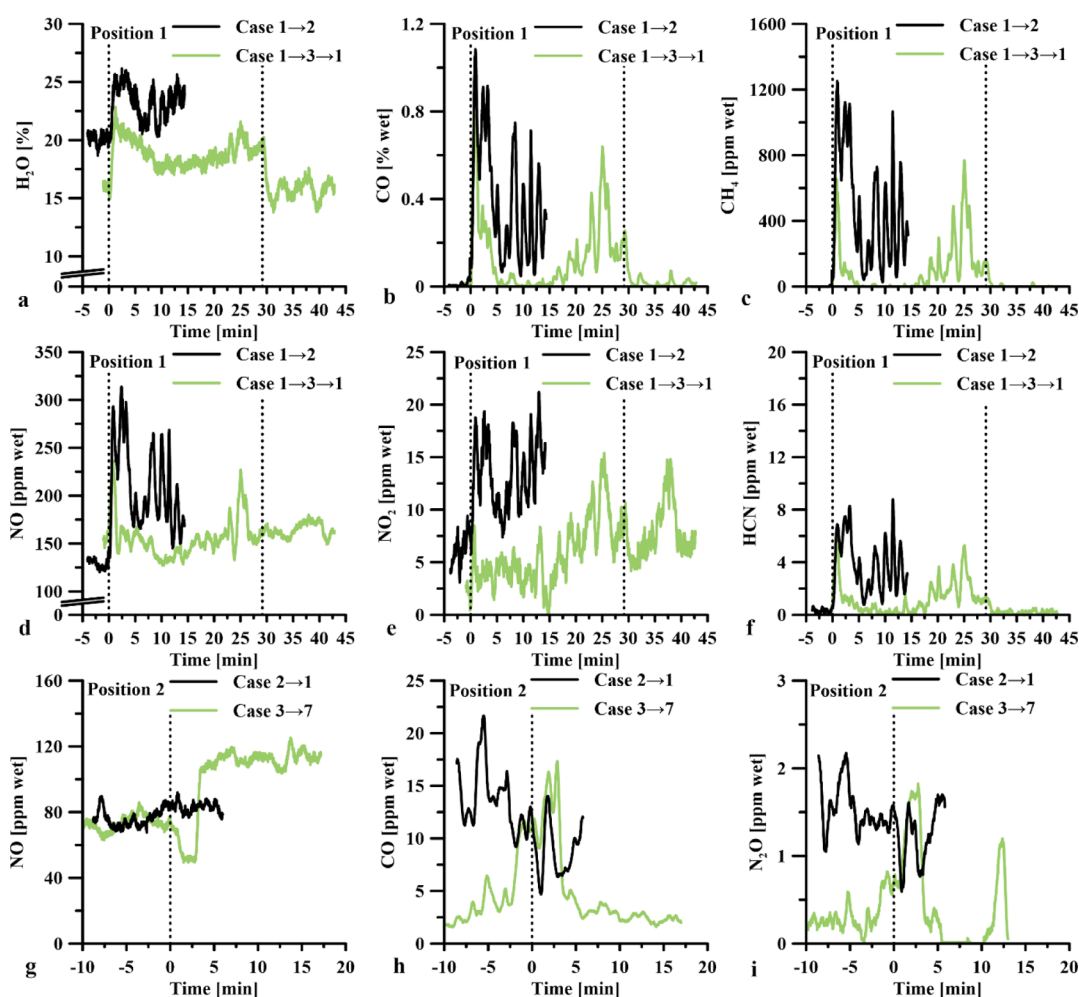 Position 1
Case 1→2
Case 1→3→1
H₂O [%]
30
25
20
15
10
0
-5 0 5 10 15 20 25 30 35 40 45
Time [min]
a
Position 1
Case 1→2
Case 1→3→1
CO [% wet]
1.2
0.8
0.4
0
-5 0 5 10 15 20 25 30 35 40 45
Time [min]
b
Position 1
Case 1→2
Case 1→3→1
CH₄ [ppm wet]
1600
1200
800
400
0
-5 0 5 10 15 20 25 30 35 40 45
Time [min]
c
Position 1
Case 1→2
Case 1→3→1
NO [ppm wet]
350
300
250
200
150
100
0
-5 0 5 10 15 20 25 30 35 40 45
Time [min]
d
Position 1
Case 1→2
Case 1→3→1
NO₂ [ppm wet]
25
20
15
10
5
0
-5 0 5 10 15 20 25 30 35 40 45
Time [min]
e
Position 1
Case 1→2
Case 1→3→1
HCN [ppm wet]
20
16
12
8
4
0
-5 0 5 10 15 20 25 30 35 40 45
Time [min]
f
Position 2
Case 2→1
Case 3→7
NO [ppm wet]
160
120
80
40
0
-10 -5 0 5 10 15 20
Time [min]
g
Position 2
Case 2→1
Case 3→7
CO [ppm wet]
25
20
15
10
5
0
-10 -5 0 5 10 15 20
Time [min]
h
Position 2
Case 2→1
Case 3→7
N₂O [ppm wet]
3
2
1
0
-10 -5 0 5 10 15 20
Time [min]
i